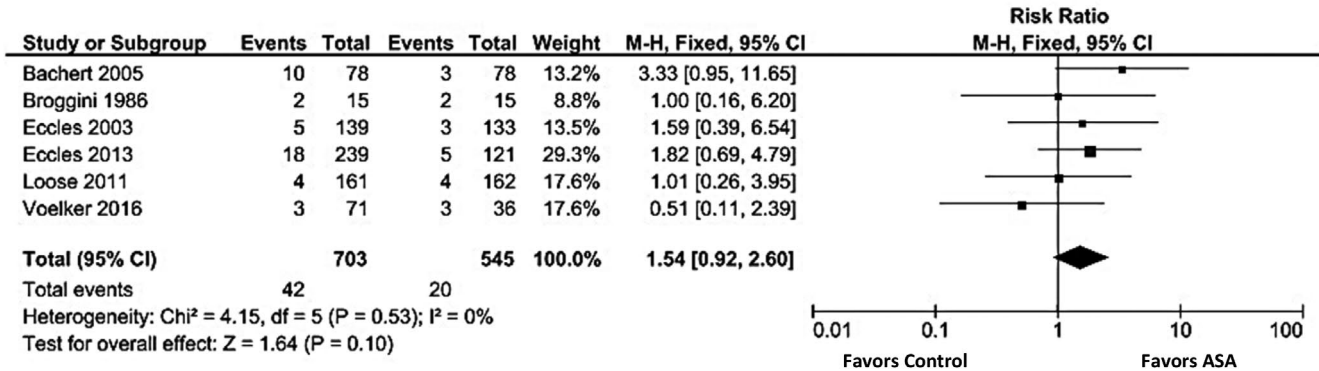 Risk Ratio
Study or Subgroup Events Total Events Total Weight M-H, Fixed, 95% CI M-H, Fixed, 95% CI
Bachert 2005 10 78 3 78 13.2% 3.33 [0.95, 11.65]
Broggini 1986 2 15 2 15 8.8% 1.00 [0.16, 6.20]
Eccles 2003 5 139 3 133 13.5% 1.59 [0.39, 6.54]
Eccles 2013 18 239 5 121 29.3% 1.82 [0.69, 4.79]
Loose 2011 4 161 4 162 17.6% 1.01 [0.26, 3.95]
Voelker 2016 3 71 3 36 17.6% 0.51 [0.11, 2.39]
Total (95% CI) 703 545 100.0% 1.54 [0.92, 2.60]
Total events 42 20
Heterogeneity: Chi² = 4.15, df = 5 (P = 0.53); I² = 0%
Test for overall effect: Z = 1.64 (P = 0.10)
0.01 0.1 1 10 100
Favors Control Favors ASA